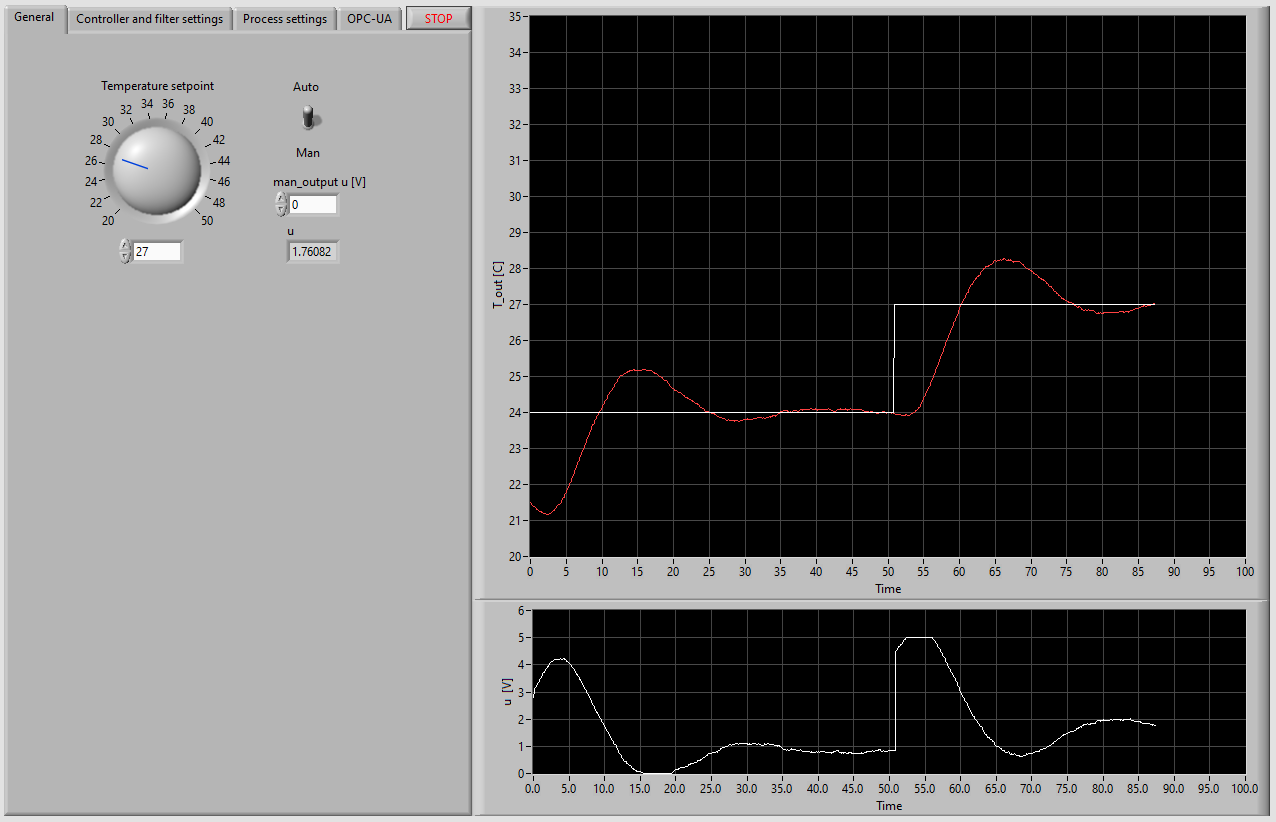 General Controller and filter settings Process settings OPC-UA STOP
Temperature setpoint
20 22 24 26 28 30 32 34 36 38 40 42 44 46 48 50
27
Auto
Man
man_output u [V]
0
u
1.76082
T_out [C]
35
34
33
32
31
30
29
28
27
26
25
24
23
22
21
20
0 5 10 15 20 25 30 35 40 45 50 55 60 65 70 75 80 85 90 95 100
Time
u [V]
6
5
4
3
2
1
0
0.0 5.0 10.0 15.0 20.0 25.0 30.0 35.0 40.0 45.0 50.0 55.0 60.0 65.0 70.0 75.0 80.0 85.0 90.0 95.0 100.0
Time